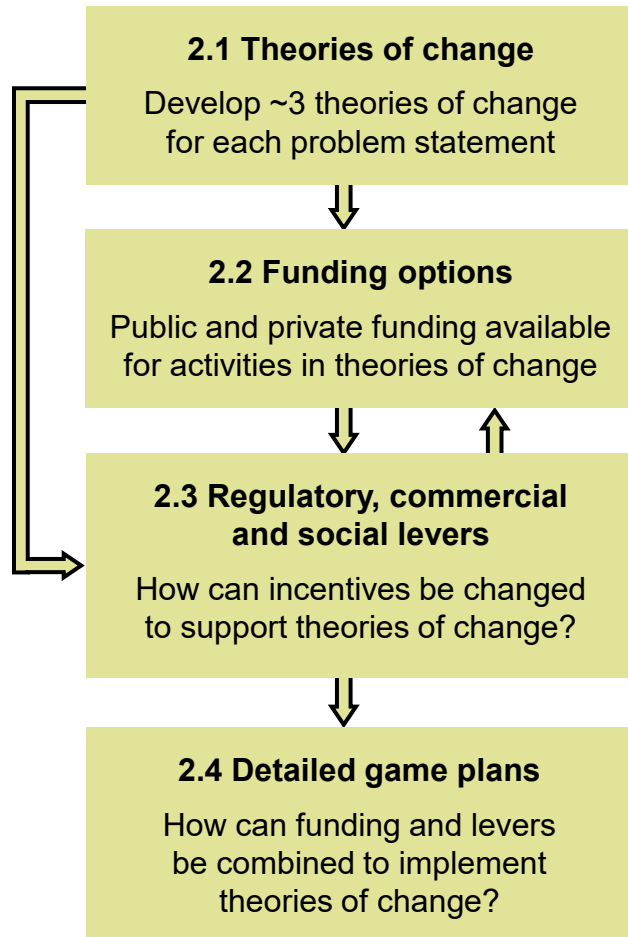 2.1 Theories of change
Develop ~3 theories of change
for each problem statement
2.2 Funding options
Public and private funding available
for activities in theories of change
2.3 Regulatory, commercial
and social levers
How can incentives be changed
to support theories of change?
2.4 Detailed game plans
How can funding and levers
be combined to implement
theories of change?